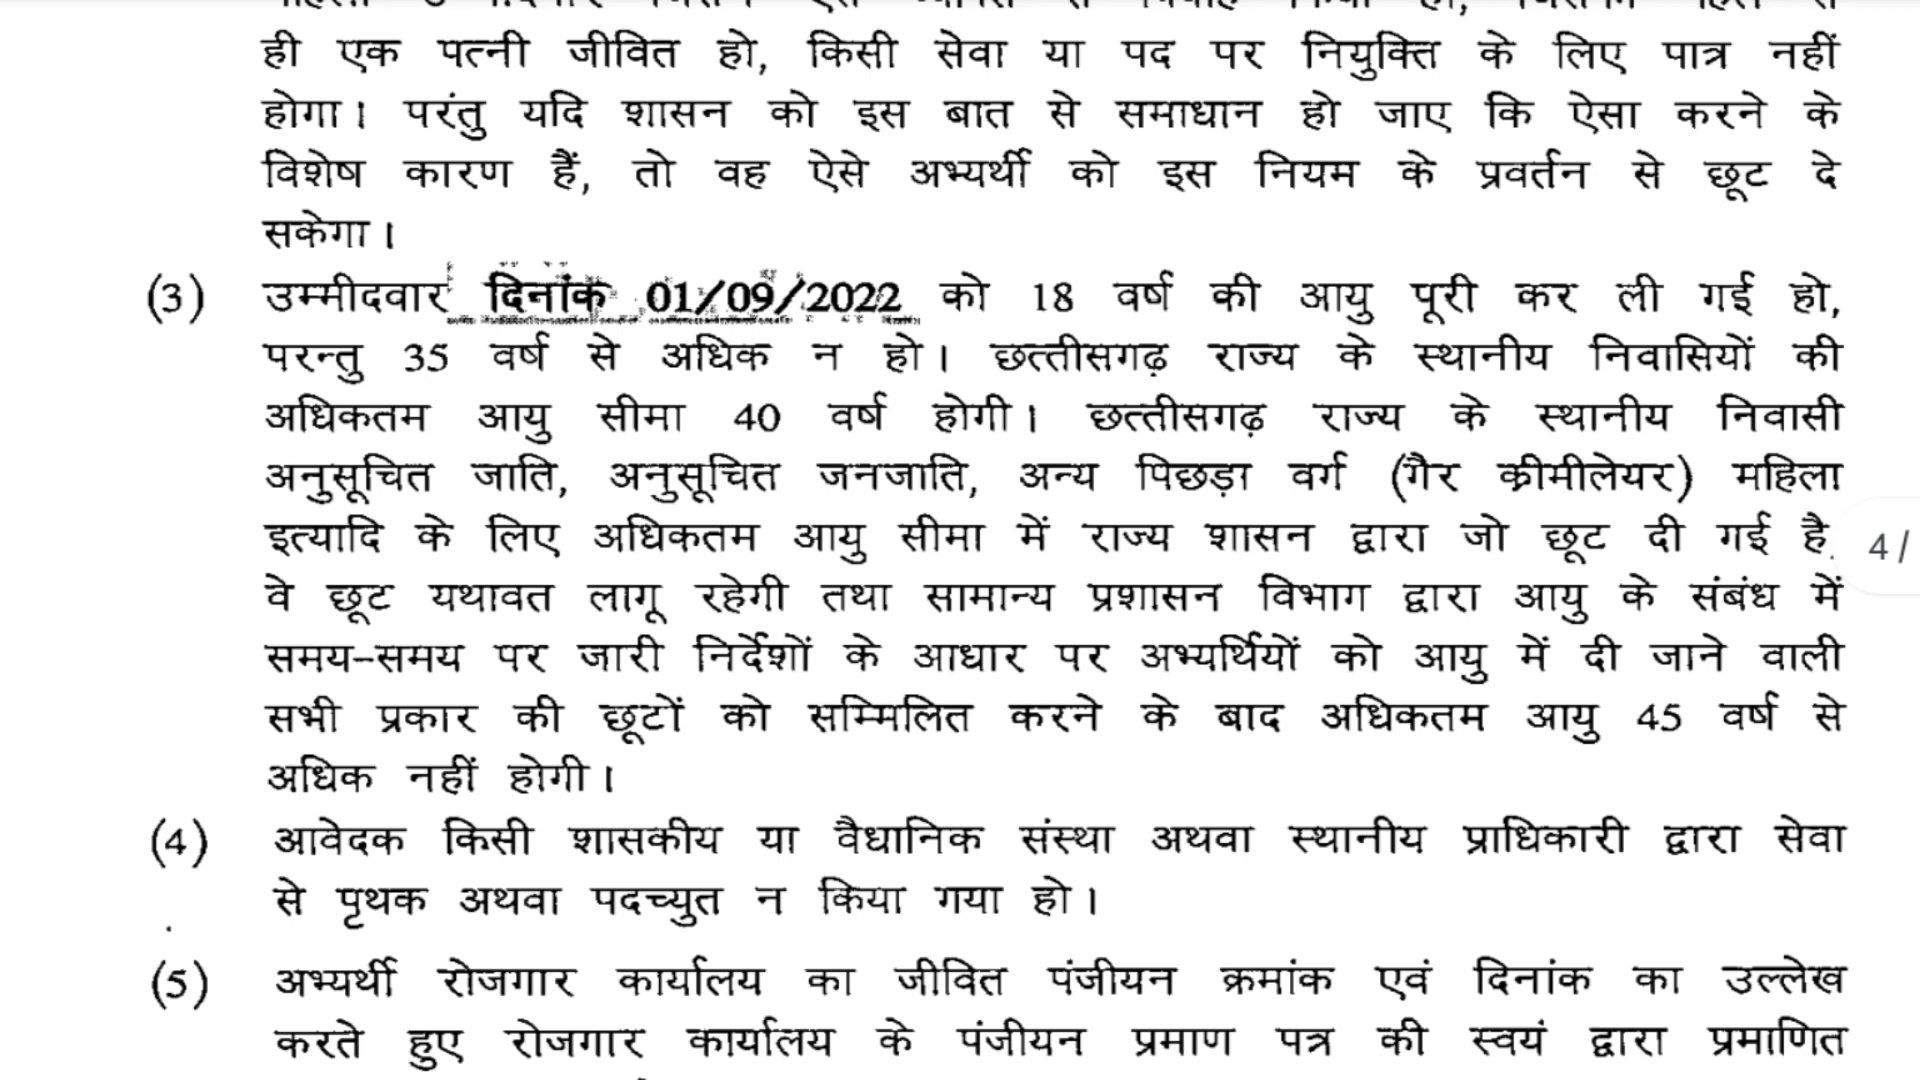 ही एक पत्नी जीवित हो, किसी सेवा या पद पर नियुक्ति के लिए पात्र नहीं
होगा। परंतु यदि शासन को इस बात से समाधान हो जाए कि ऐसा करने के
विशेष कारण हैं, तो वह ऐसे अभ्यर्थी को इस नियम के प्रवर्तन से छूट दे
सकेगा।
(3) उम्मीदवार दिनांक 01/09/2022 को 18 वर्ष की आयु पूरी कर ली गई हो,
परन्तु 35 वर्ष से अधिक न हो। छत्तीसगढ़ राज्य के स्थानीय निवासियों की
अधिकतम आयु सीमा 40 वर्ष होगी। छत्तीसगढ़ राज्य के स्थानीय निवासी
अनुसूचित जाति, अनुसूचित जनजाति, अन्य पिछड़ा वर्ग (गैर क्रीमीलेयर) महिला
इत्यादि के लिए अधिकतम आयु सीमा में राज्य शासन द्वारा जो छूट दी गई है.
4/
वे छूट यथावत लागू रहेगी तथा सामान्य प्रशासन विभाग द्वारा आयु के संबंध में
समय-समय पर जारी निर्देशों के आधार पर अभ्यर्थियों को आयु में दी जाने वाली
सभी प्रकार की छूटों को सम्मिलित करने के बाद अधिकतम आयु 45 वर्ष से
अधिक नहीं होगी।
(4) आवेदक किसी शासकीय या वैधानिक संस्था अथवा स्थानीय प्राधिकारी द्वारा सेवा
से पृथक अथवा पदच्युत न किया गया हो।
(5) अभ्यर्थी रोजगार कार्यालय का जीवित पंजीयन क्रमांक एवं दिनांक का उल्लेख
करते हुए रोजगार कार्यालय के पंजीयन प्रमाण पत्र की स्वयं द्वारा प्रमाणित